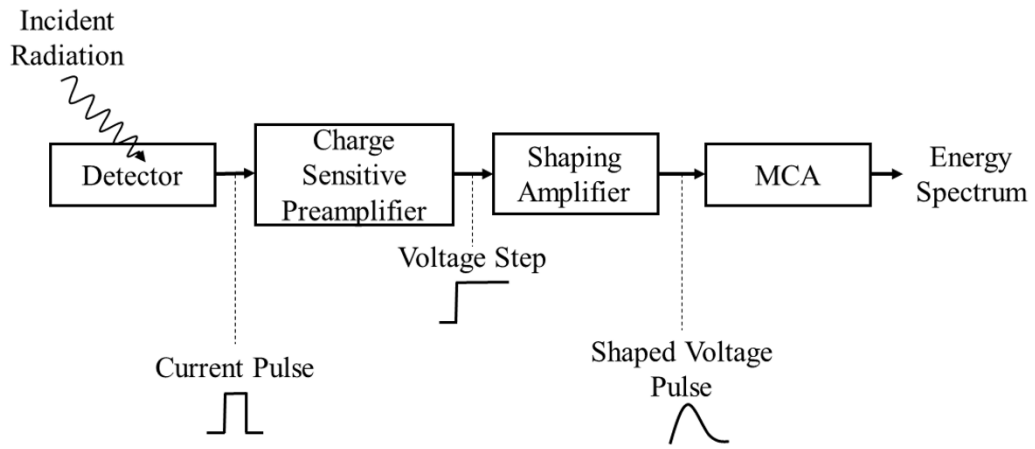 Incident
Radiation
Detector
Charge
Sensitive
Preamplifier
Shaping
Amplifier
MCA
Energy
Spectrum
Voltage Step
Current Pulse
Shaped Voltage
Pulse